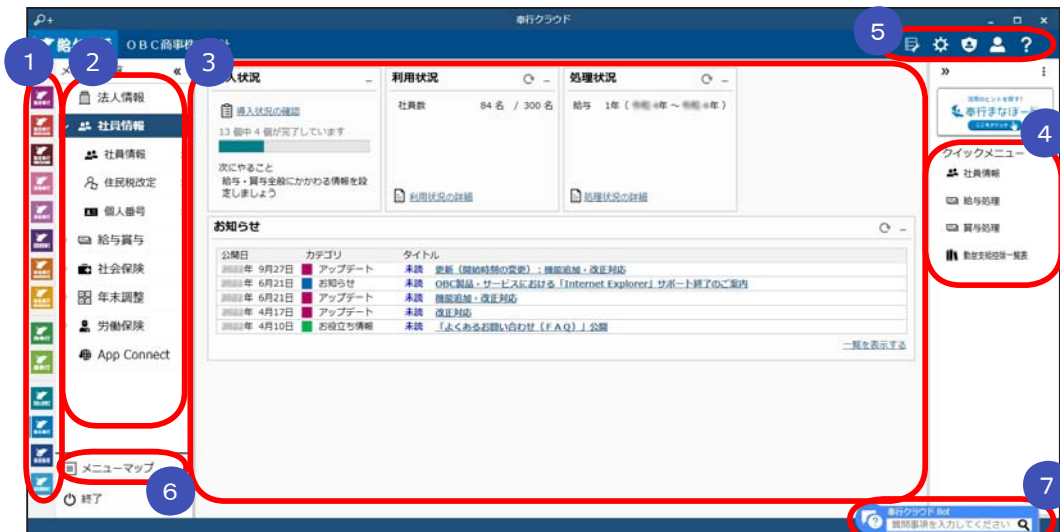 奉行クラウド
OBC商事
1
2
3
5
«
入状況
利用状況
処理状況
»
法人情報
導入状況の確認
13 個中 4 個が完了しています
次にやること
給与・賞与全般にかかわる情報を設
定しましょう
社員数 84 名 / 300 名
利用状況の詳細
給与 1年 (
処理状況の詳細
社員情報
社員情報
住民税改定
個人番号
給与賞与
社会保険
年末調整
労働保険
App Connect
お知らせ
公開日 カテゴリ タイトル
年 9月27日 アップデート 未読 更新（開始時刻の変更）：機能追加・改正対応
年 6月21日 お知らせ 未読 OBC製品・サービスにおける「Internet Explorer」サポート終了のご案内
年 6月21日 アップデート 未読 機能追加・改正対応
年 4月17日 アップデート 未読 改正対応
年 4月10日 お役立ち情報 未読 「よくあるお問い合わせ（ＦＡＱ）」公開
一覧を表示する
奉行まなぼーど
4
クイックメニュー
社員情報
給与処理
賞与処理
勤怠支給控除一覧表
メニューマップ
6
終了
7
奉行クラウド Bot
質問事項を入力してください